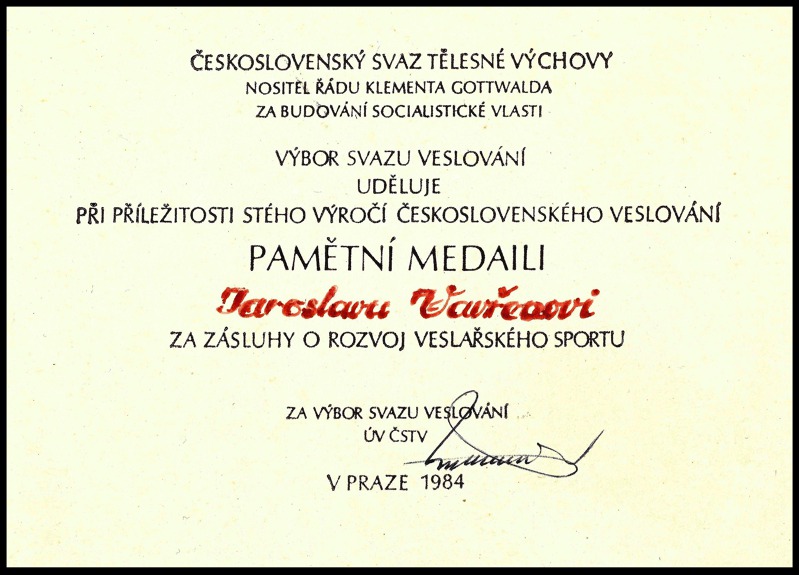 ČESKOSLOVENSKÝ SVAZ TĚLESNÉ VÝCHOVY
NOSITEL ŘÁDU KLEMENTA GOTTWALDA
ZA BUDOVÁNÍ SOCIALISTICKÉ VLASTI
VÝBOR SVAZU VESLOVÁNÍ
UDĚLUJE
PŘI PŘÍLEŽITOSTI STÉHO VÝROČÍ ČESKOSLOVENSKÉHO VESLOVÁNÍ
PAMĚTNÍ MEDAILI
Jaroslavu
ZA ZÁSLUHY O ROZVOJ VESLAŘSKÉHO SPORTU
ZA VÝBOR SVAZU VESLOVÁNÍ
ÚV ČSTV
V PRAZE 1984